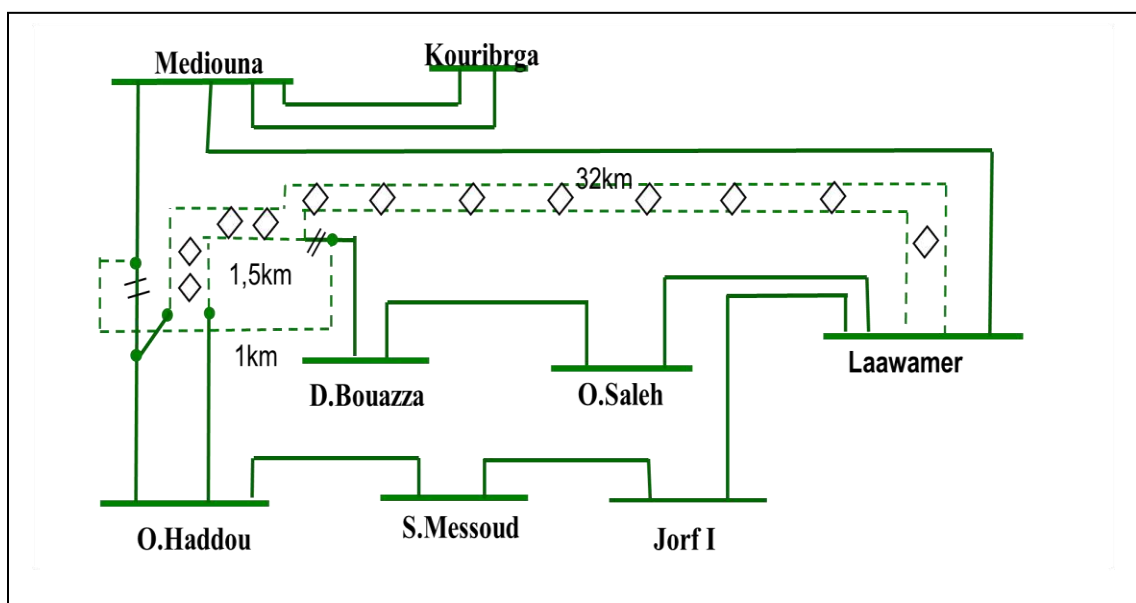 Mediouna
Kouribrga
32km
1,5km
1km
D.Bouazza
O.Saleh
Laawamer
O.Haddou
S.Messoud
Jorf I